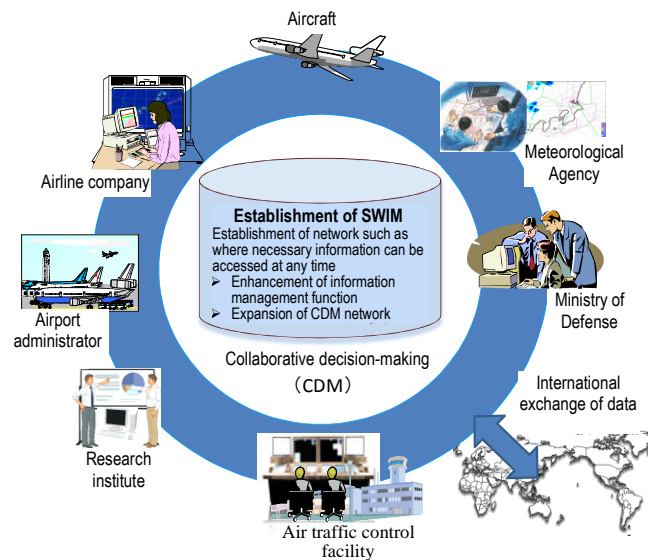 Aircraft
Airline company
Meteorological
Agency
Establishment of SWIM
Establishment of network such as
where necessary information can be
accessed at any time
➢ Enhancement of information
management function
➢ Expansion of CDM network
Ministry of
Defense
Airport
administrator
Collaborative decision-making
（CDM）
International
exchange of data
Research
institute
Air traffic control
facility